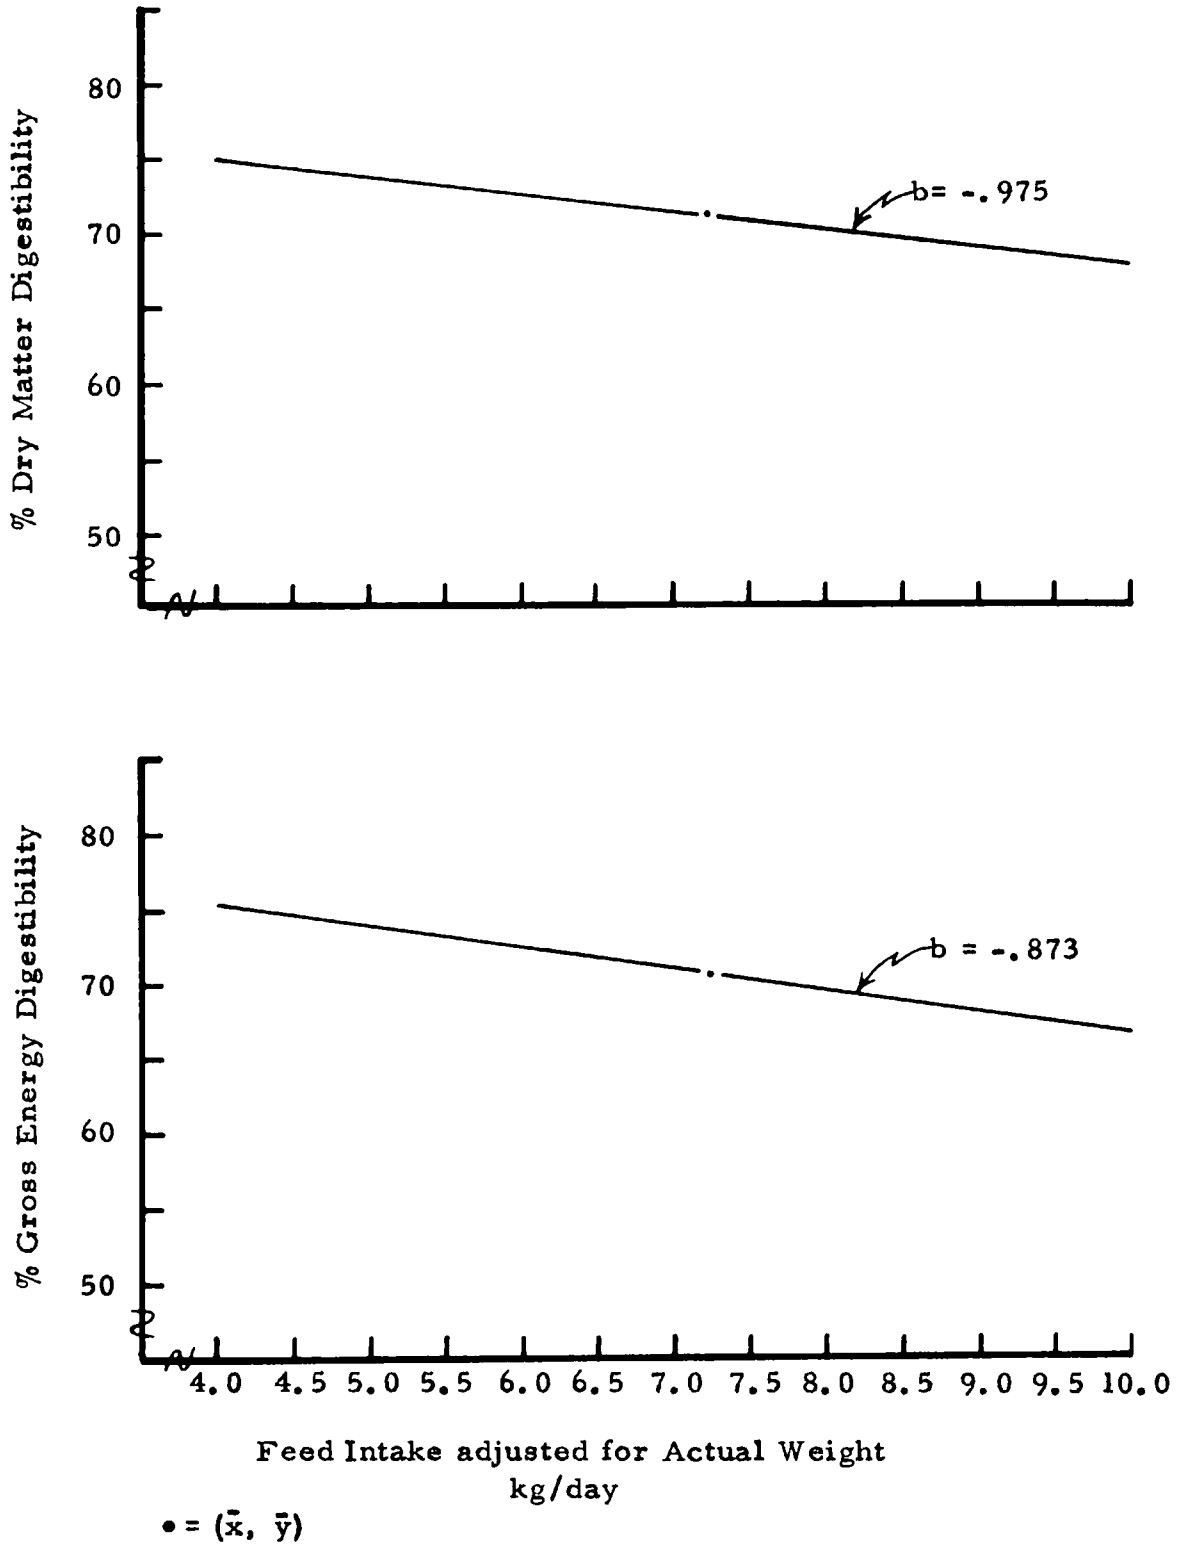 % Dry Matter Digestibility
80
70
60
50
b= -.975
% Gross Energy Digestibility
80
70
60
50
b = -.873
4.0 4.5 5.0 5.5 6.0 6.5 7.0 7.5 8.0 8.5 9.0 9.5 10.0
Feed Intake adjusted for Actual Weight
kg/day
• = (x̄, ȳ)